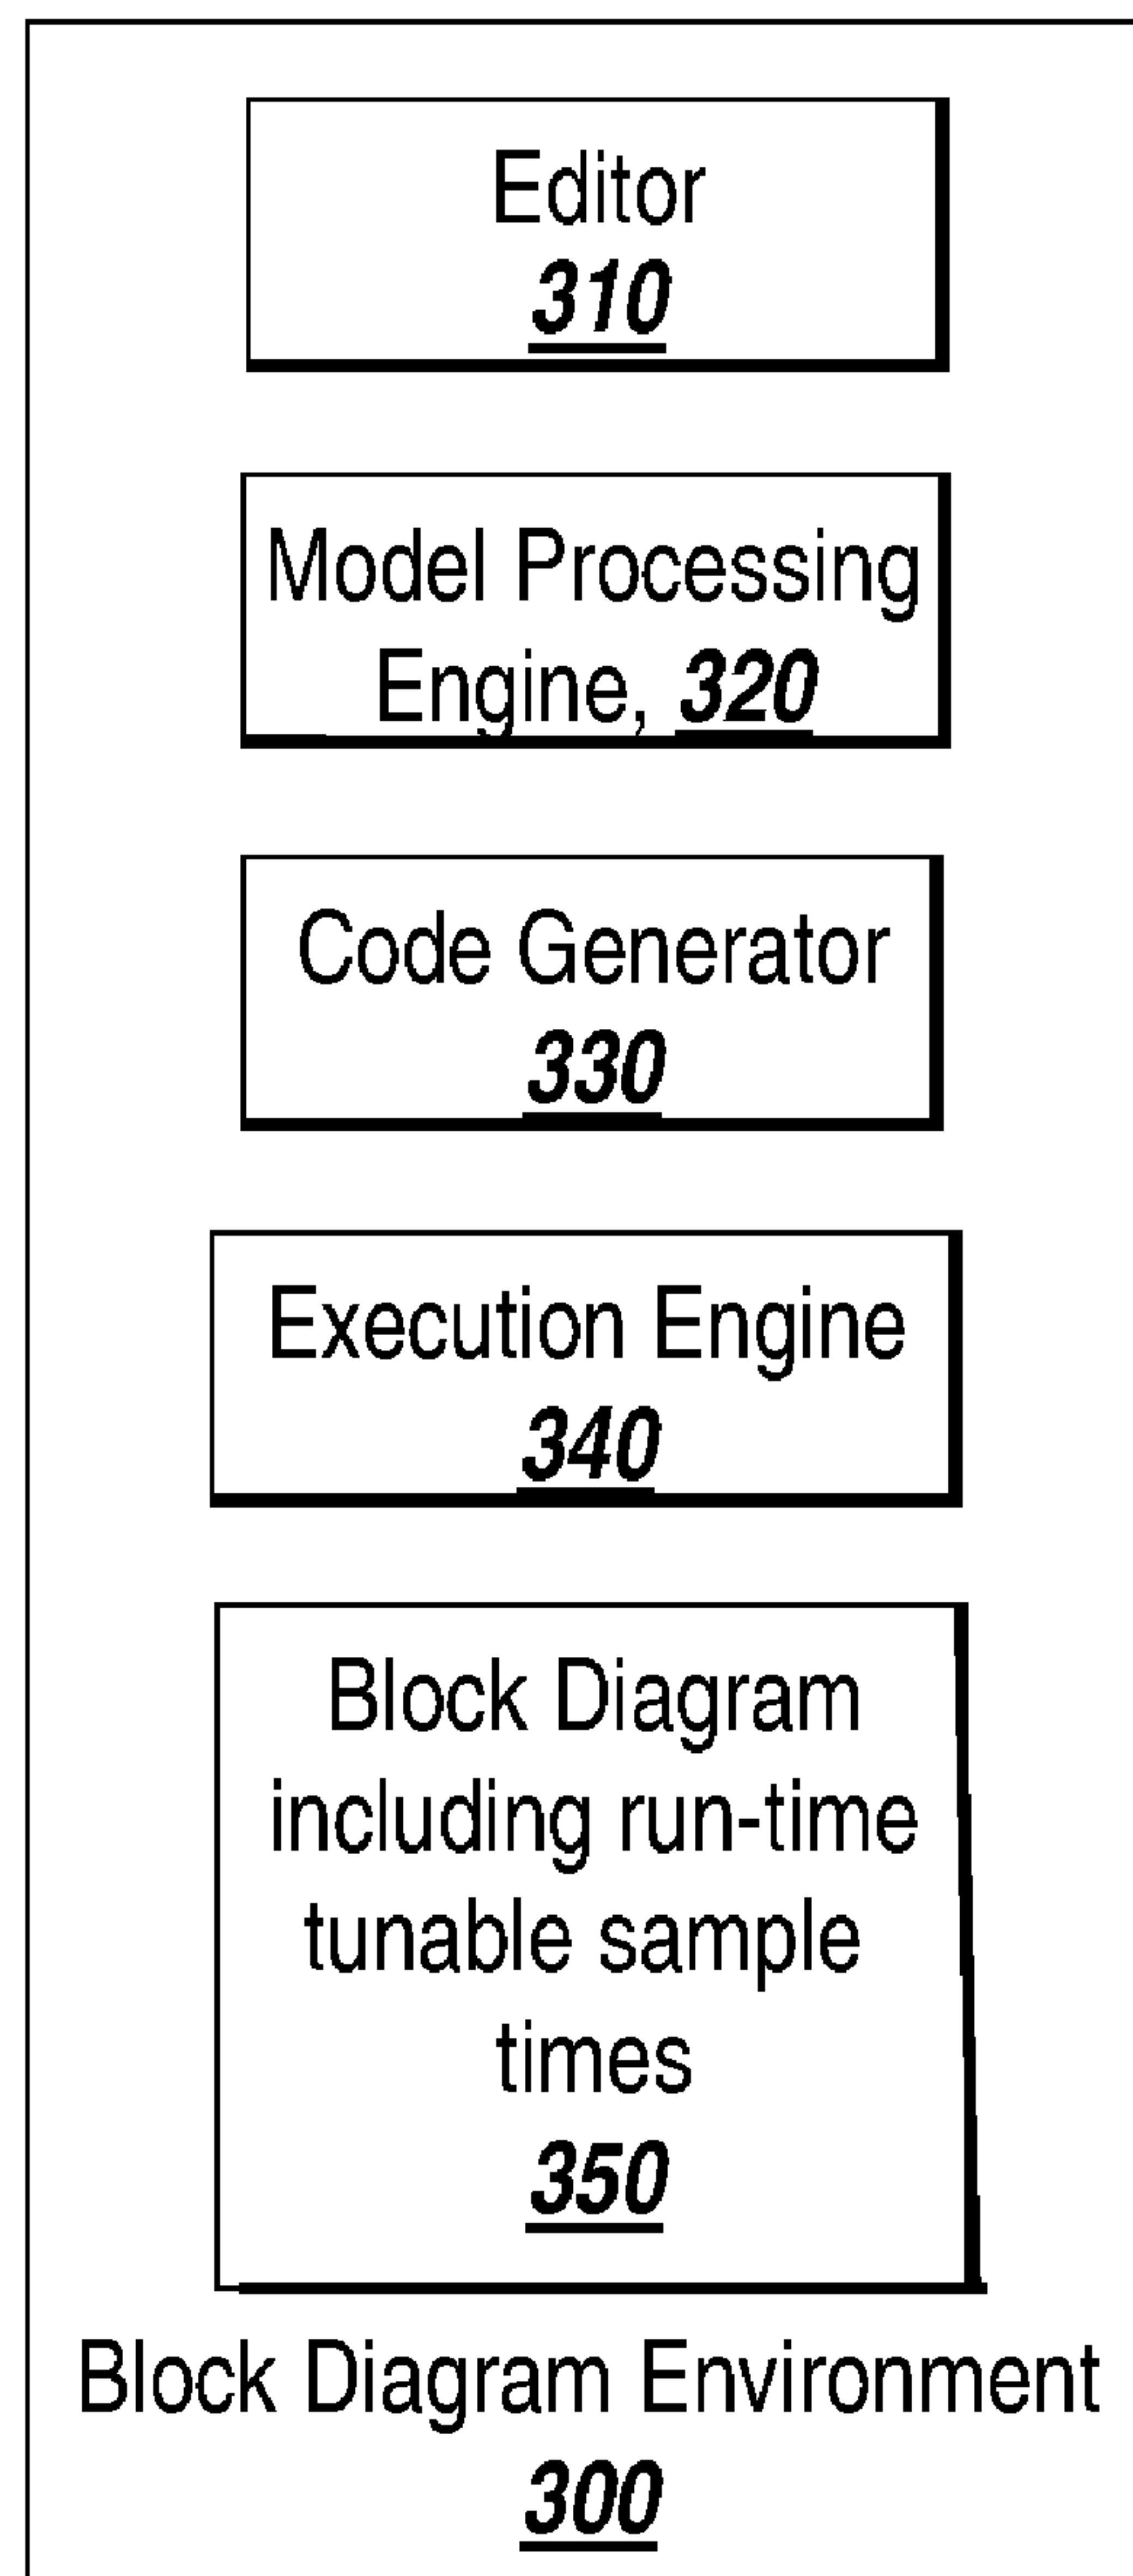 Editor
310
Model Processing
Engine, 320
Code Generator
330
Execution Engine
340
Block Diagram
including run-time
tunable sample
times
350
Block Diagram Environment
300